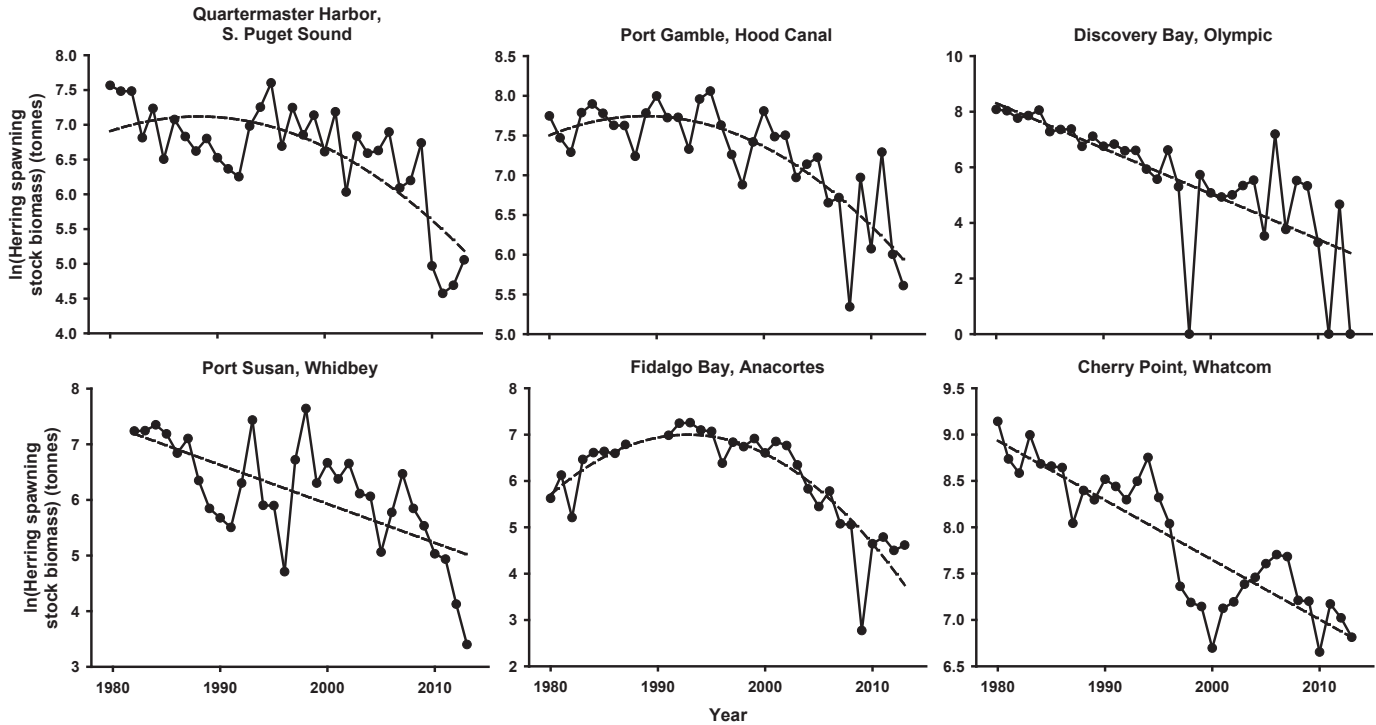 Quartermaster Harbor,
S. Puget Sound
Port Gamble, Hood Canal
Discovery Bay, Olympic
ln(Herring spawning
stock biomass) (tonnes)
8.0
7.5
7.0
6.5
6.0
5.5
5.0
4.5
4.0
8.5
8.0
7.5
7.0
6.5
6.0
5.5
5.0
10
8
6
4
2
0
Port Susan, Whidbey
Fidalgo Bay, Anacortes
Cherry Point, Whatcom
ln(Herring spawning
stock biomass) (tonnes)
8
7
6
5
4
3
8
7
6
5
4
3
2
9.5
9.0
8.5
8.0
7.5
7.0
6.5
1980 1990 2000 2010
1980 1990 2000 2010
1980 1990 2000 2010
Year